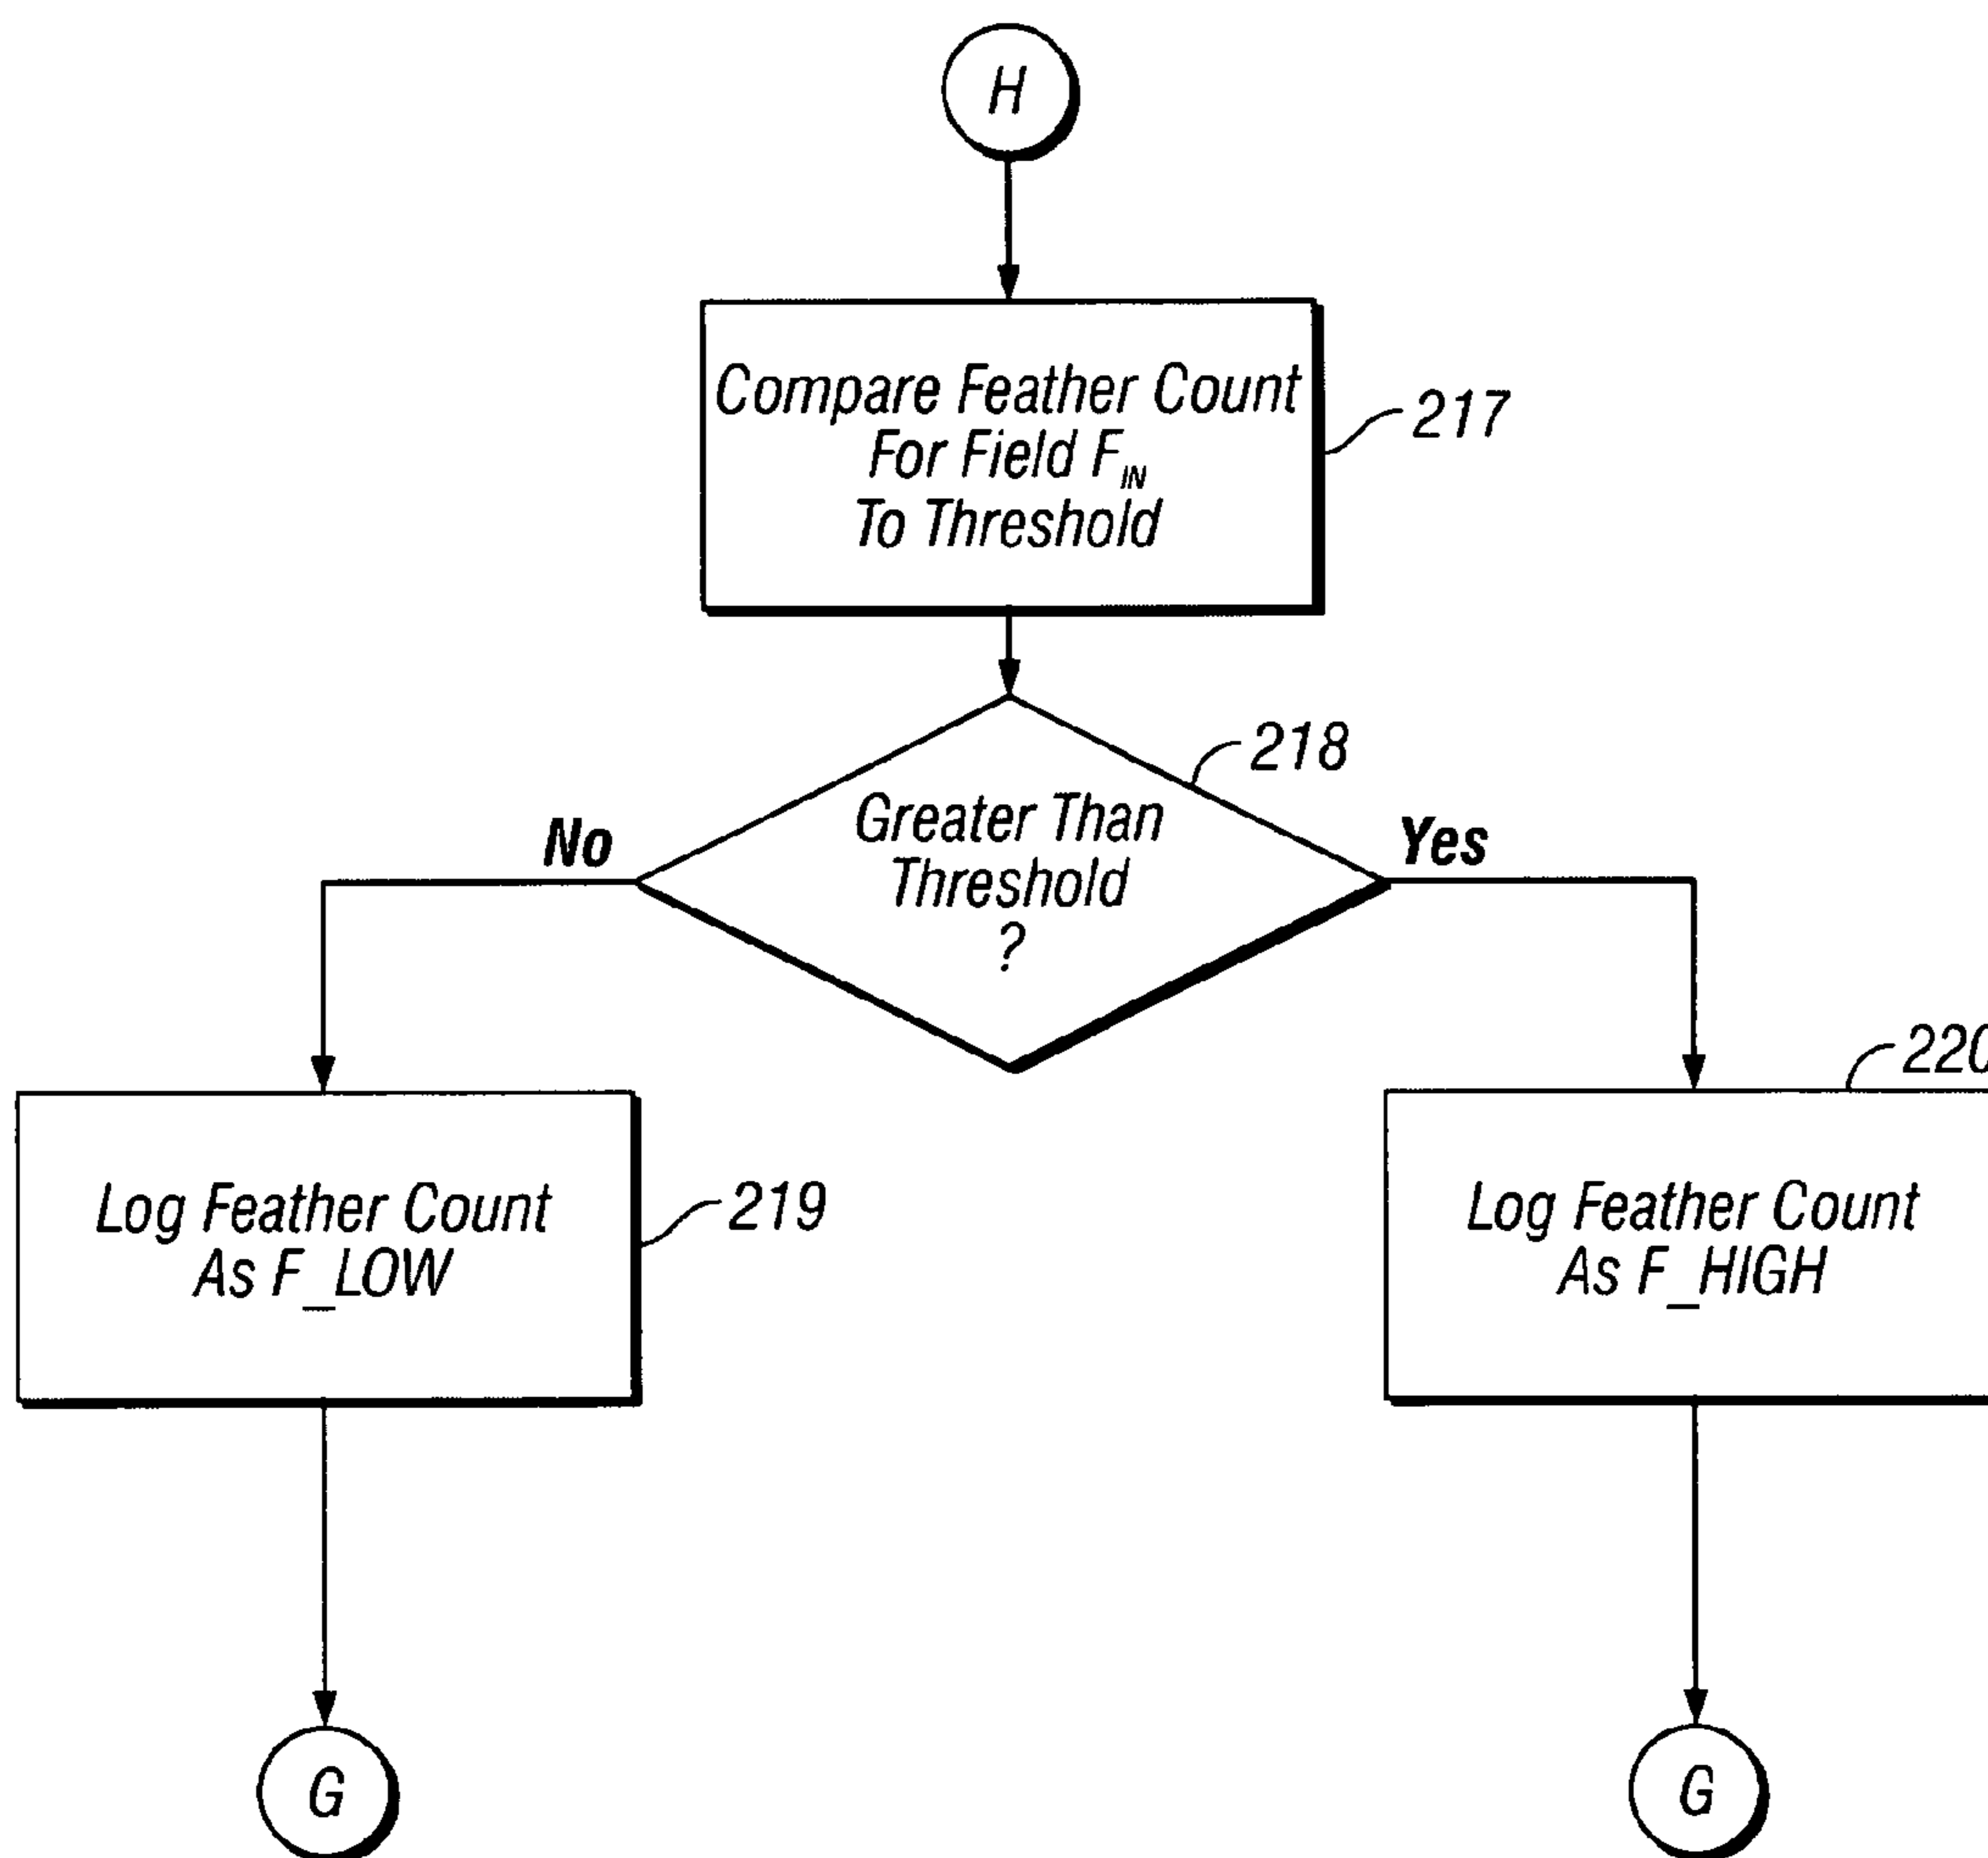 H
Compare Feather Count
For Field F_IN
To Threshold
217
218
Greater Than
Threshold
?
No
Yes
220
Log Feather Count
As F_LOW
219
Log Feather Count
As F_HIGH
G
G